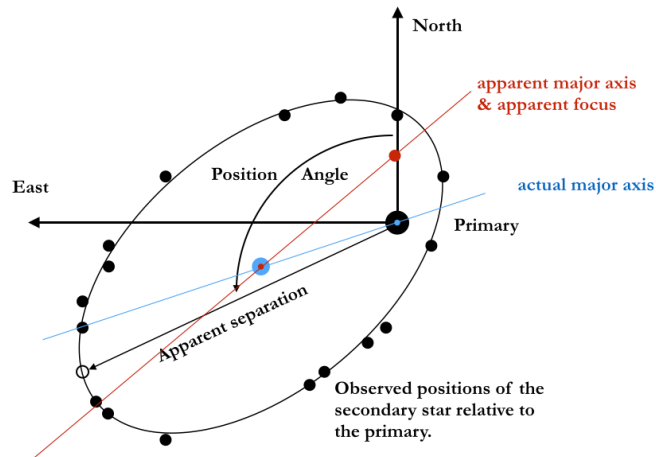 North
apparent major axis
& apparent focus
Position Angle
East
actual major axis
Primary
Apparent separation
Observed positions of the
secondary star relative to
the primary.